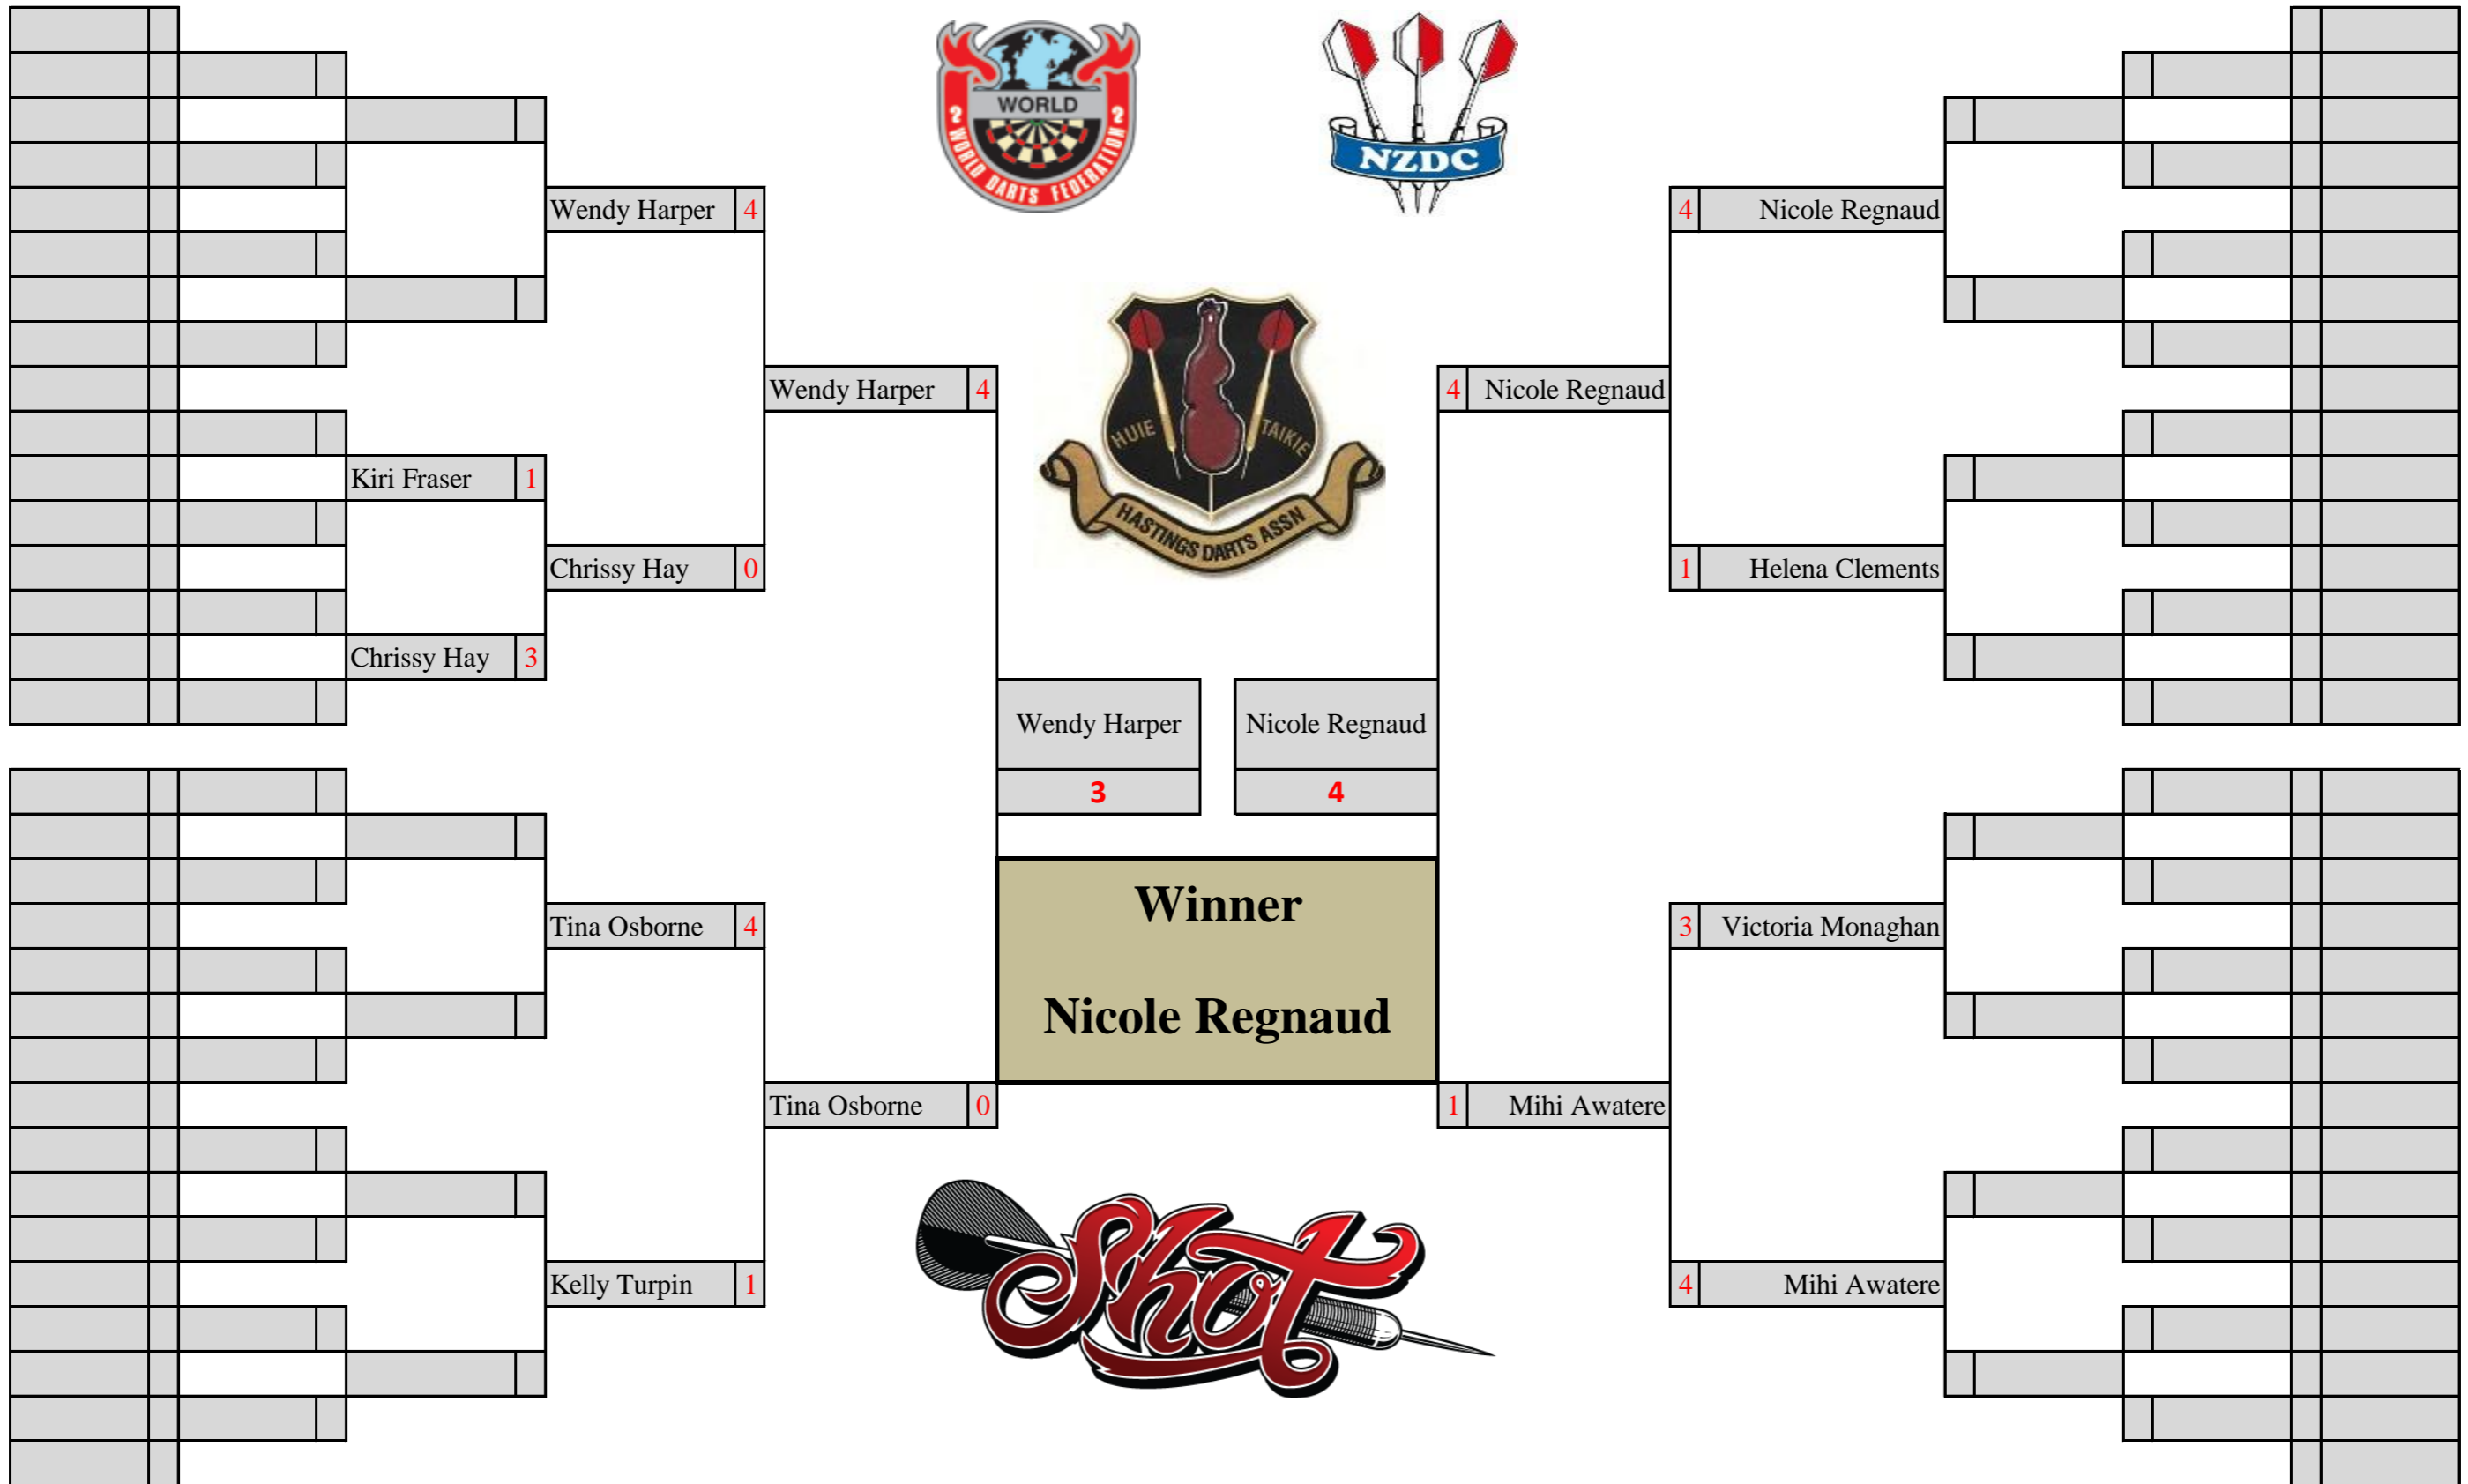 WORLD
2 WORLD DARTS FEDERATION 2
NZDC
Wendy Harper 4
4 Nicole Regnaud
HUIE TAIKIE
HASTINGS DARTS ASSN
Wendy Harper 4
4 Nicole Regnaud
Kiri Fraser 1
Chrissy Hay 0
1 Helena Clements
Chrissy Hay 3
Wendy Harper
Nicole Regnaud
3
4
Winner
Nicole Regnaud
Tina Osborne 4
3 Victoria Monaghan
Tina Osborne 0
1 Mihi Awatere
Kelly Turpin 1
4 Mihi Awatere
Shot